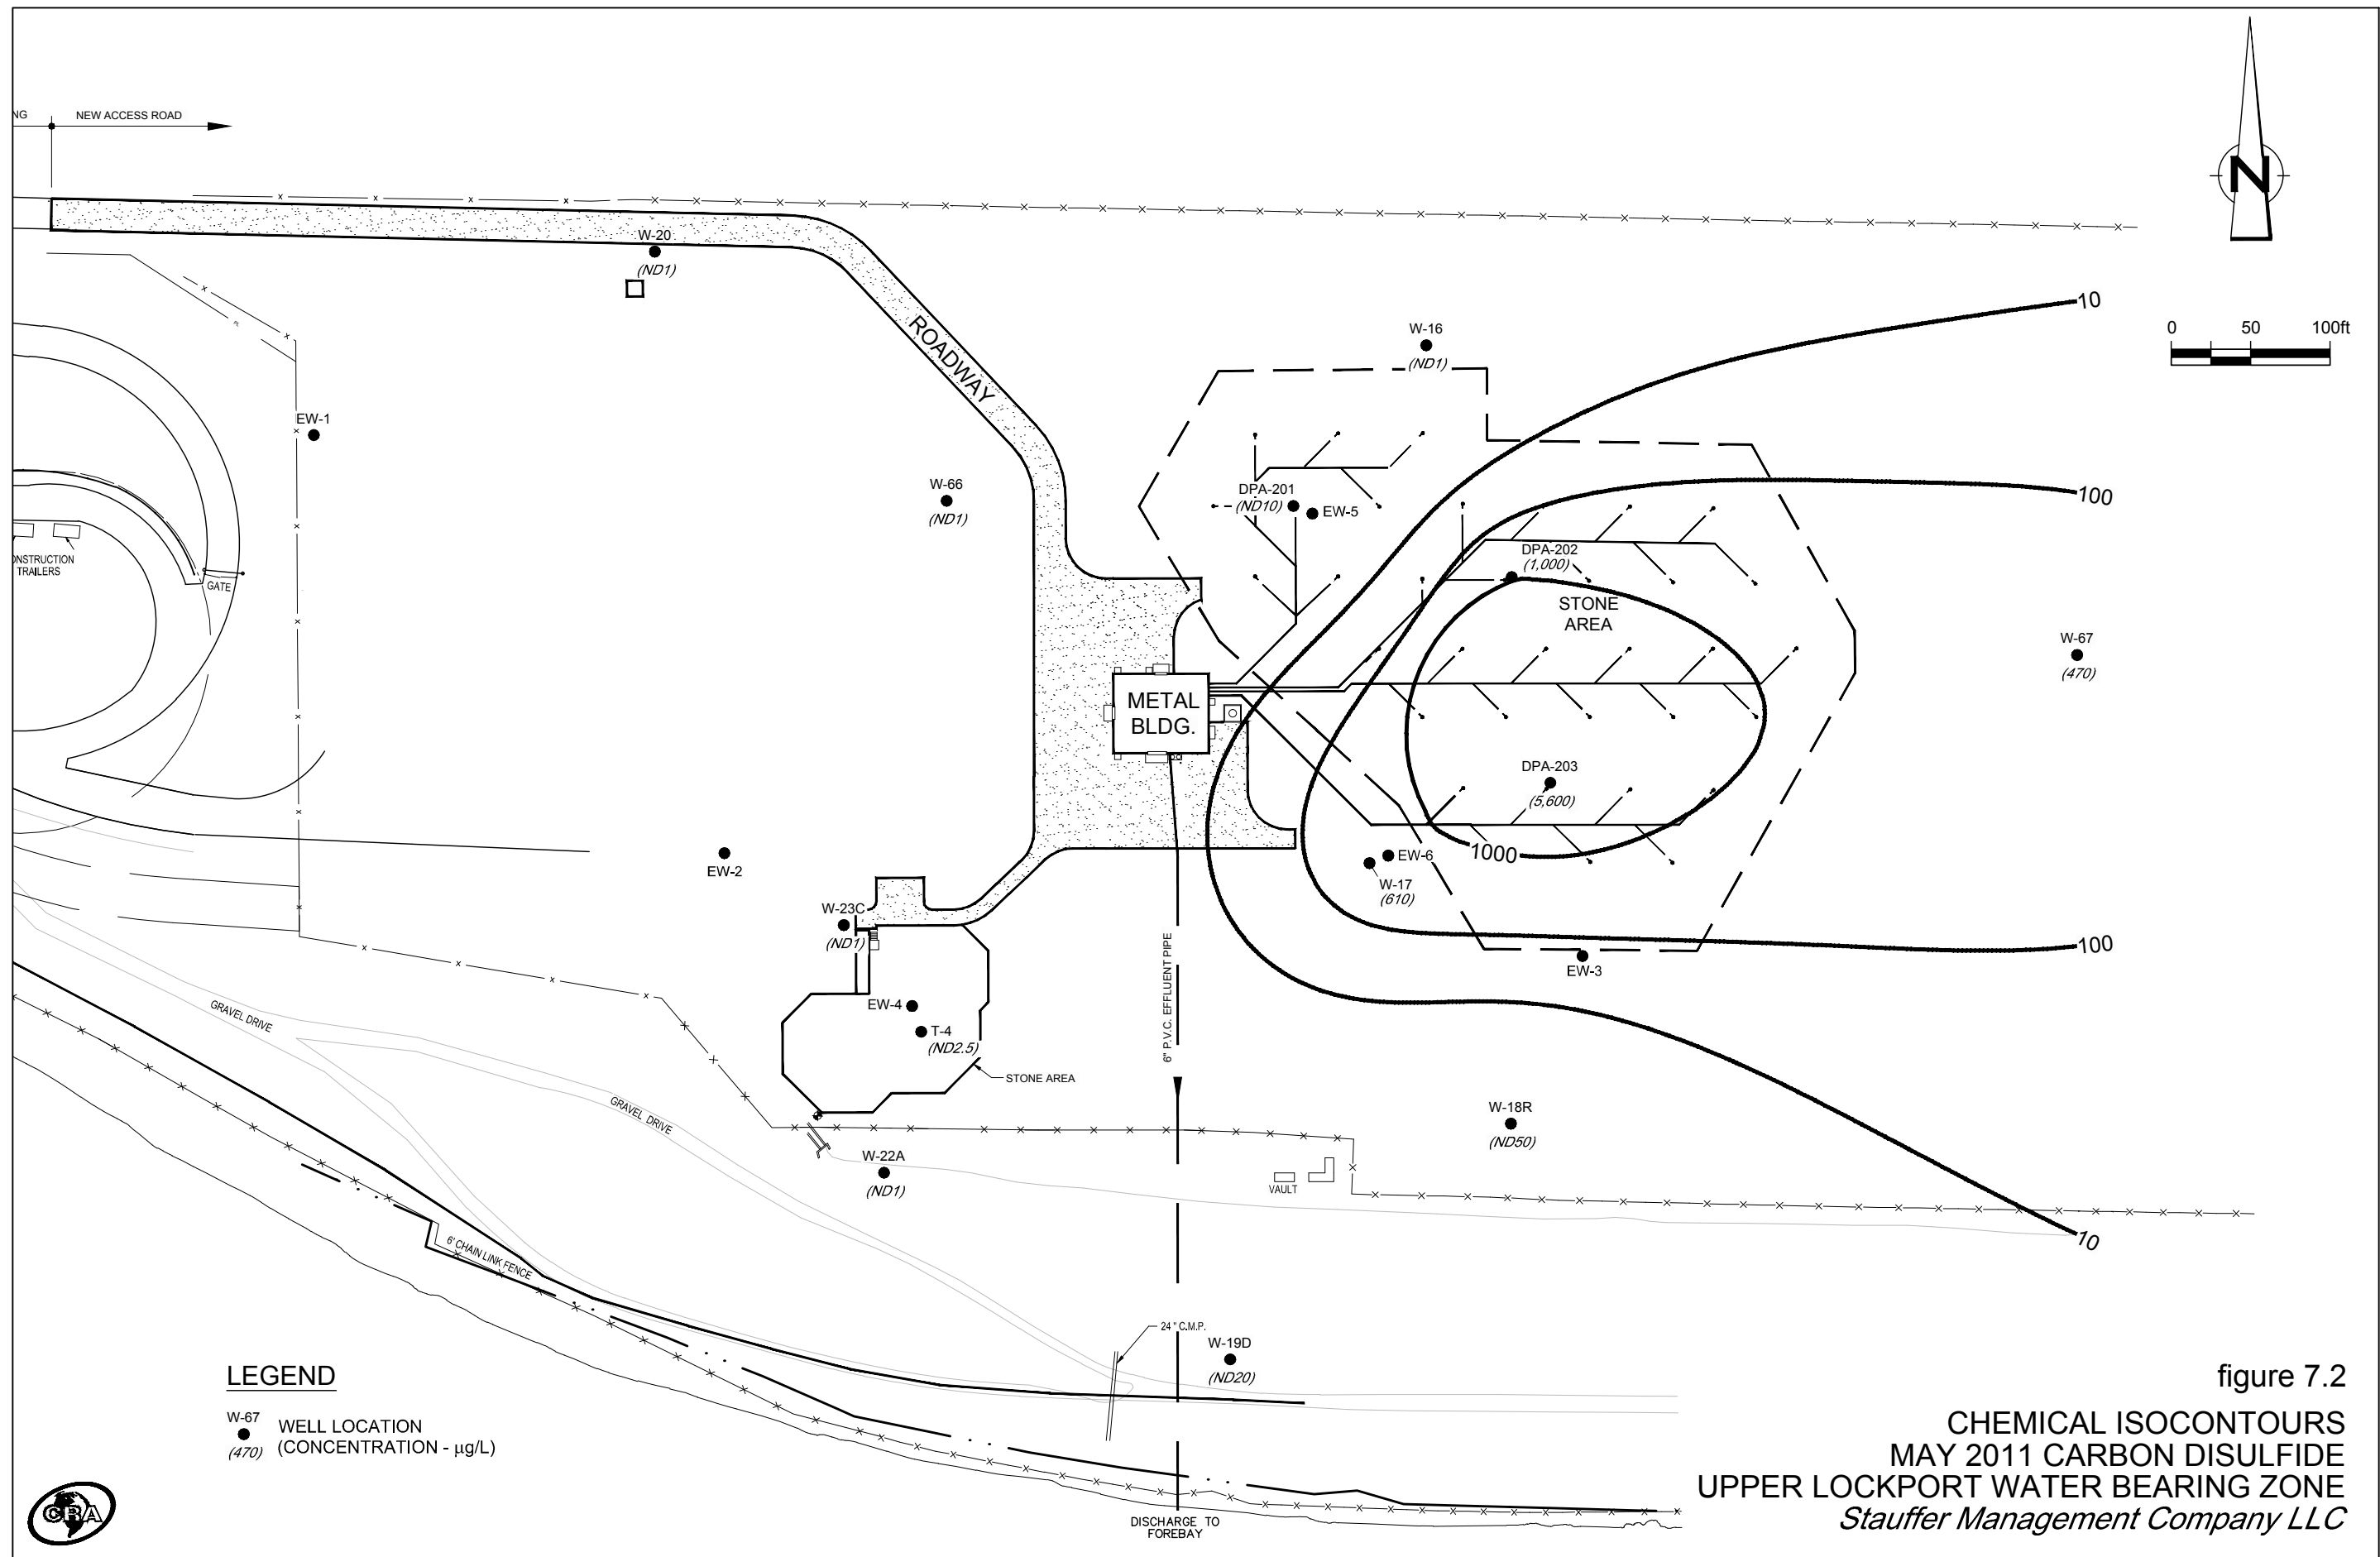 NG
NEW ACCESS ROAD
N
W-20
(ND1)
10
0 50 100ft
ROADWAY
W-16
(ND1)
EW-1
W-66
(ND1)
DPA-201
(ND10)
EW-5
100
DPA-202
(1,000)
STONE
AREA
NSTRUCTION
TRAILERS
GATE
W-67
(470)
METAL
BLDG.
DPA-203
(5,600)
EW-2
1000
EW-6
W-17
(610)
W-23C
(ND1)
100
EW-3
EW-4
T-4
(ND2.5)
6" P.V.C. EFFLUENT PIPE
GRAVEL DRIVE
STONE AREA
GRAVEL DRIVE
W-18R
(ND50)
W-22A
(ND1)
VAULT
10
6' CHAIN LINK FENCE
24" C.M.P.
W-19D
(ND20)
DISCHARGE TO
FOREBAY
LEGEND
W-67
(470)
WELL LOCATION
(CONCENTRATION - µg/L)
CRA
figure 7.2
CHEMICAL ISOCONTOURS
MAY 2011 CARBON DISULFIDE
UPPER LOCKPORT WATER BEARING ZONE
Stauffer Management Company LLC